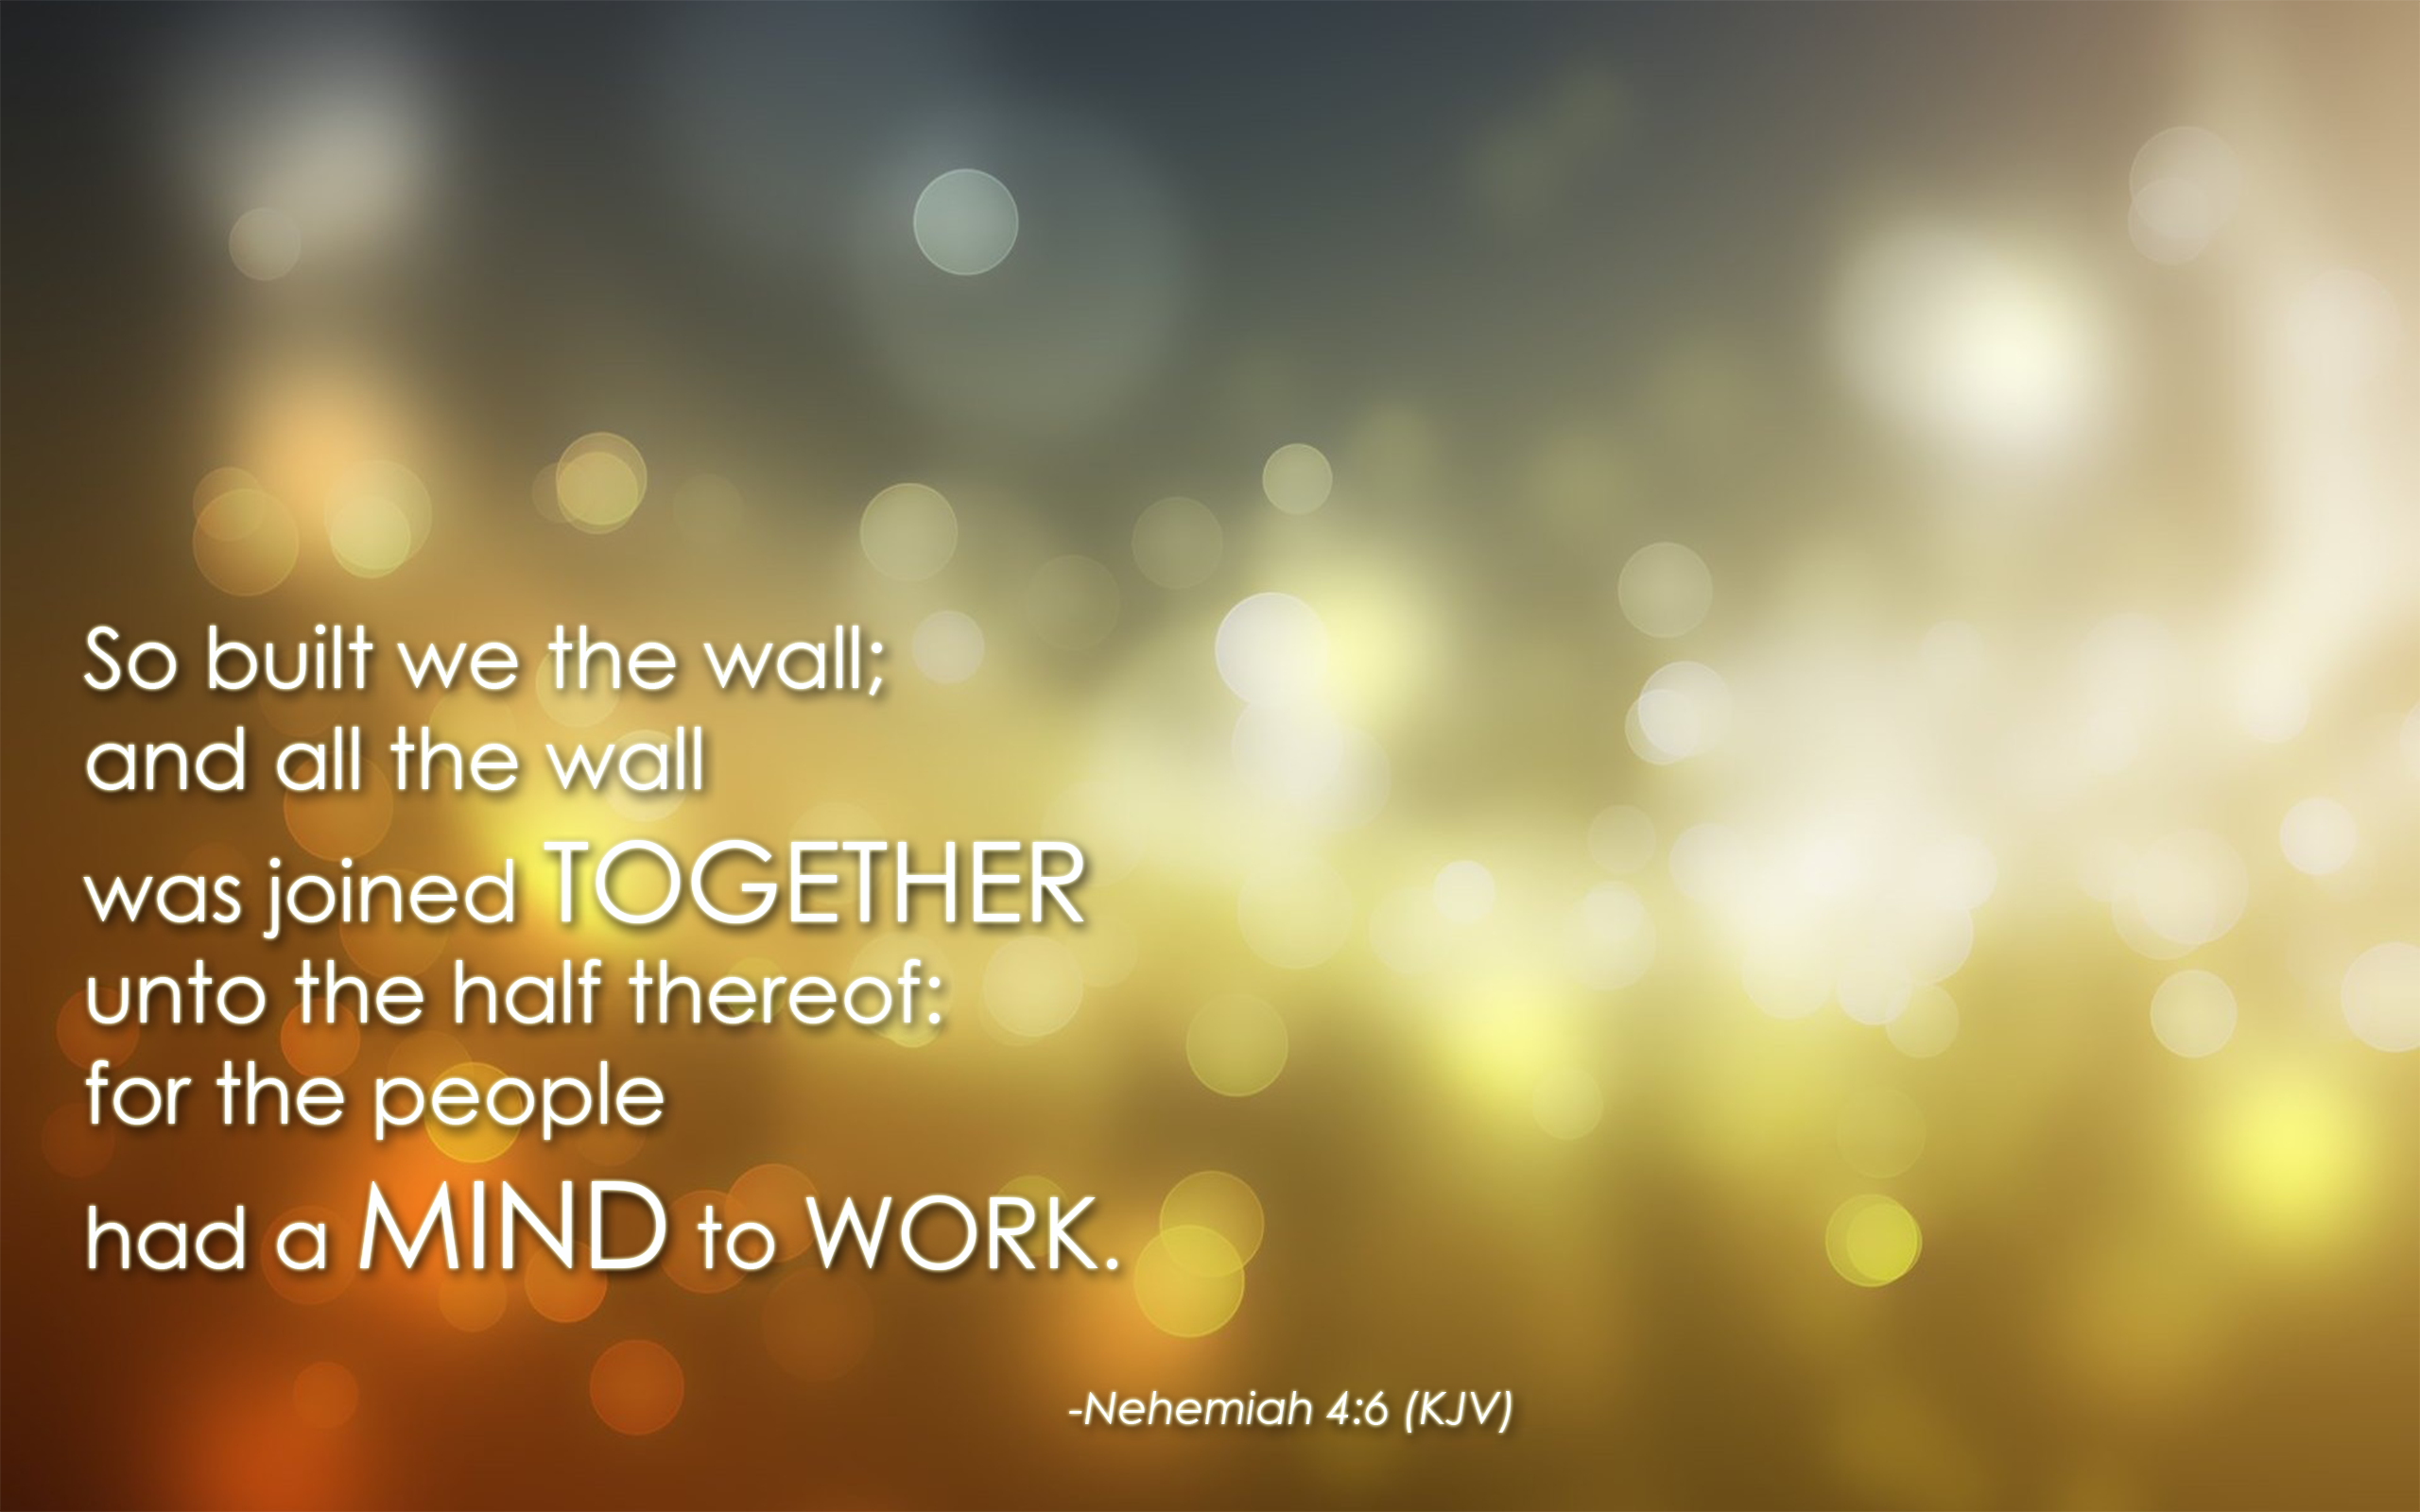 So built we the wall;
and all the wall
was joined TOGETHER
unto the half thereof:
for the people
had a MIND to WORK.
-Nehemiah 4:6 (KJV)